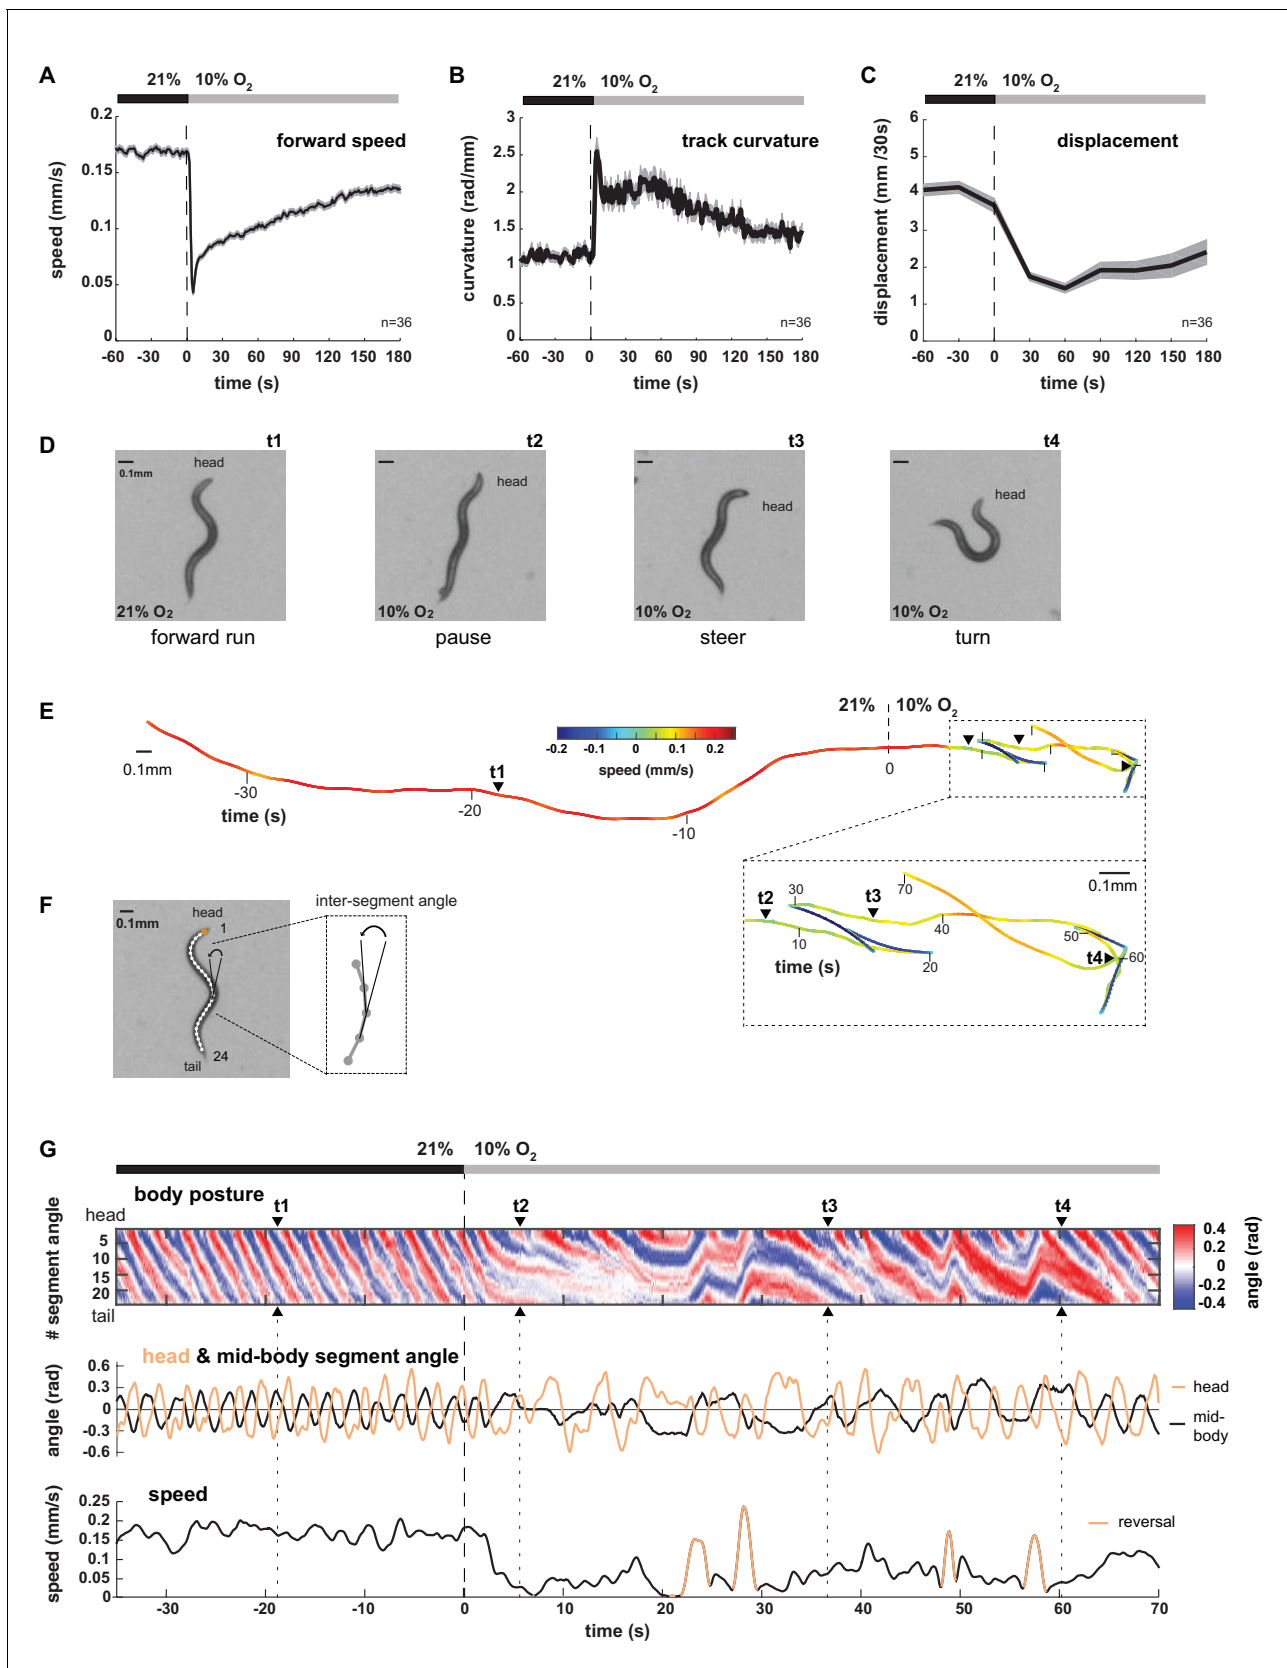 A
21% 10% O2
forward speed
speed (mm/s)
0.2
0.15
0.1
0.05
0
n=36
-60 -30 0 30 60 90 120 150 180
time (s)
B
21% 10% O2
track curvature
curvature (rad/mm)
3
2.5
2
1.5
1
0.5
0
n=36
-60 -30 0 30 60 90 120 150 180
time (s)
C
21% 10% O2
displacement
displacement (mm /30s)
6
5
4
3
2
1
0
n=36
-60 -30 0 30 60 90 120 150 180
time (s)
D
t1
head
0.1mm
21% O2
forward run
t2
head
10% O2
pause
t3
head
10% O2
steer
t4
head
10% O2
turn
E
21% 10% O2
-0.2 -0.1 0 0.1 0.2
speed (mm/s)
0.1mm
-30
time (s)
t1
-20
-10
0
0.1mm
t2
30
t3
70
10
40
50
20
t4
60
time (s)
F
0.1mm
head
1
24
tail
inter-segment angle
G
21% 10% O2
body posture
t1
t2
t3
t4
# segment angle
head
5
10
15
20
tail
0.4
0.2
0
-0.2
-0.4
angle (rad)
head & mid-body segment angle
angle (rad)
0.6
0.3
0
-0.3
-0.6
head
mid-
body
speed
speed (mm/s)
0.25
0.2
0.15
0.1
0.05
0
reversal
-30 -20 -10 0 10 20 30 40 50 60 70
time (s)